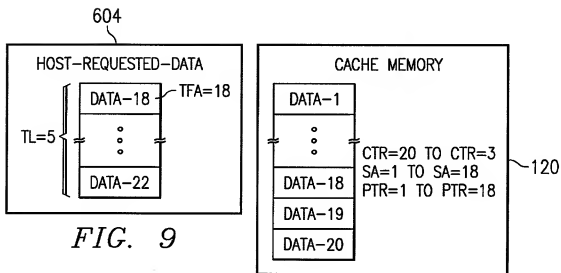 604
HOST-REQUESTED-DATA
DATA-18
TFA=18
TL=5
DATA-22
FIG. 9
CACHE MEMORY
DATA-1
CTR=20 TO CTR=3
SA=1 TO SA=18
PTR=1 TO PTR=18
120
DATA-18
DATA-19
DATA-20